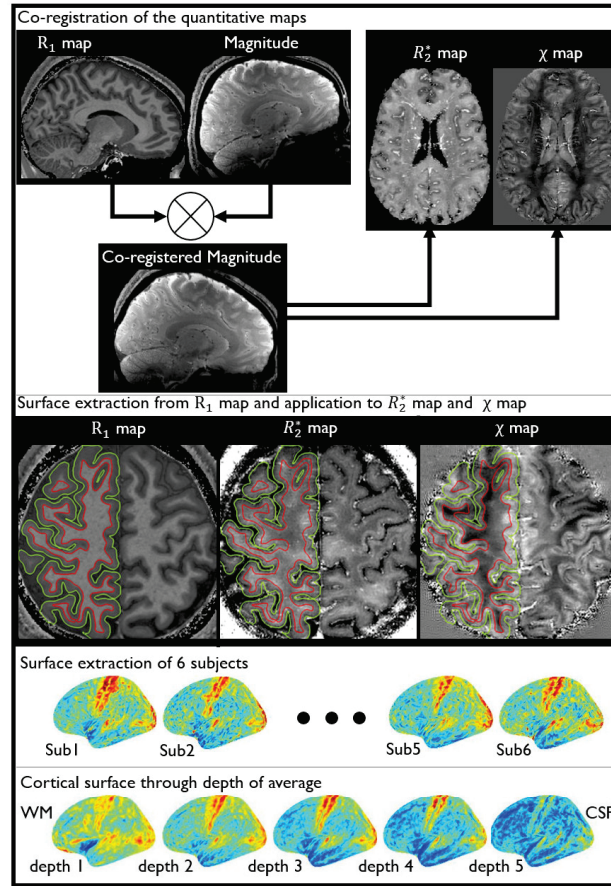 Co-registration of the quantitative maps
R₁ map
Magnitude
R₂* map
χ map
Co-registered Magnitude
Surface extraction from R₁ map and application to R₂* map and χ map
R₁ map
R₂* map
χ map
Surface extraction of 6 subjects
Sub1
Sub2
Sub5
Sub6
Cortical surface through depth of average
WM
CSF
depth 1
depth 2
depth 3
depth 4
depth 5